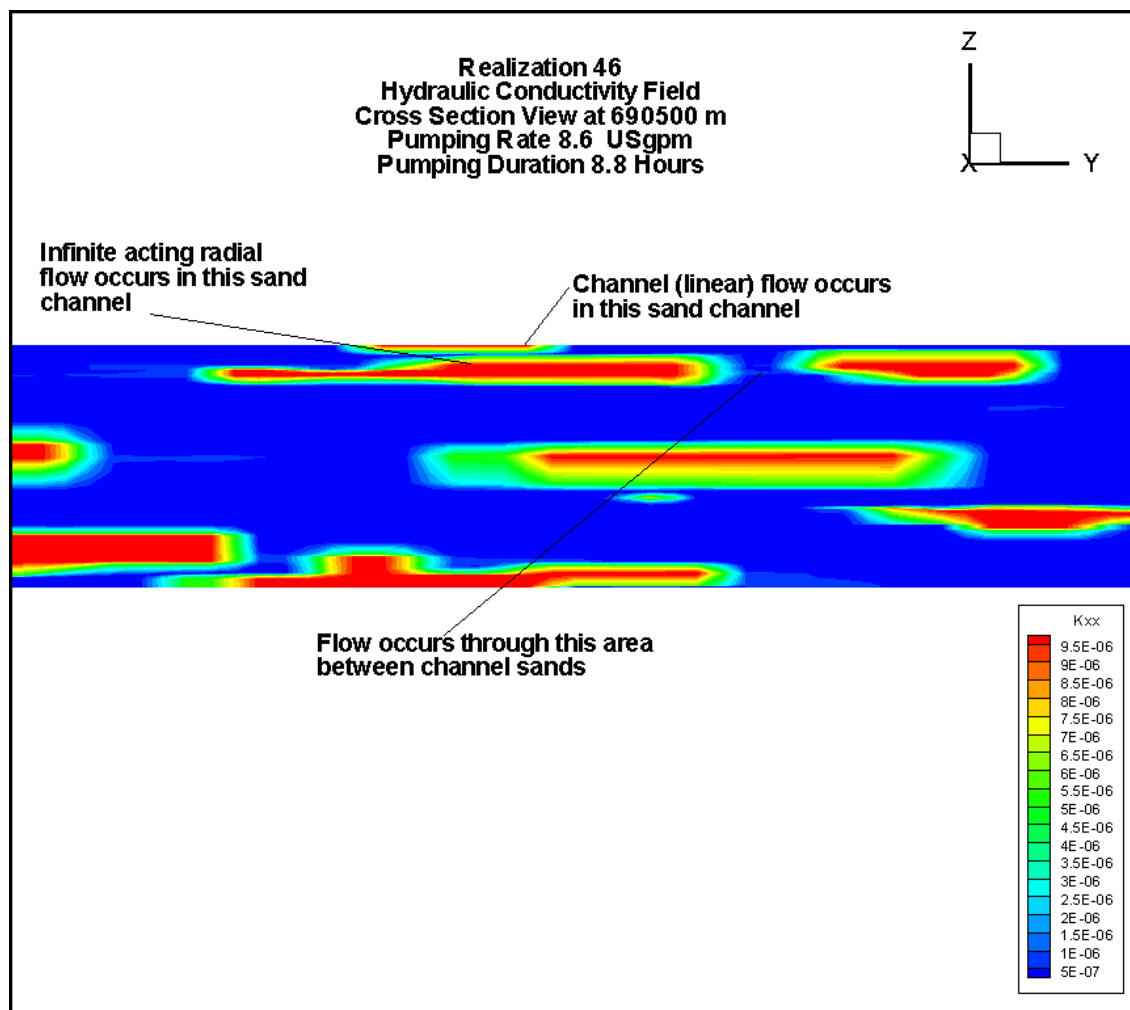 Realization 46
Hydraulic Conductivity Field
Cross Section View at 690500 m
Pumping Rate 8.6 USgpm
Pumping Duration 8.8 Hours
Z
X
Y
Infinite acting radial
flow occurs in this sand
channel
Channel (linear) flow occurs
in this sand channel
Flow occurs through this area
between channel sands
Kxx
9.5E-06
9E-06
8.5E-06
8E-06
7.5E-06
7E-06
6.5E-06
6E-06
5.5E-06
5E-06
4.5E-06
4E-06
3.5E-06
3E-06
2.5E-06
2E-06
1.5E-06
1E-06
5E-07